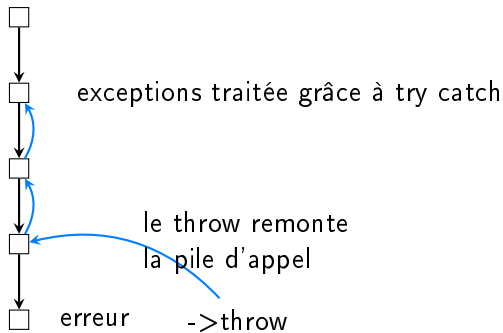 exceptions traitée grâce à try catch
le throw remonte
la pile d'appel
erreur
->throw